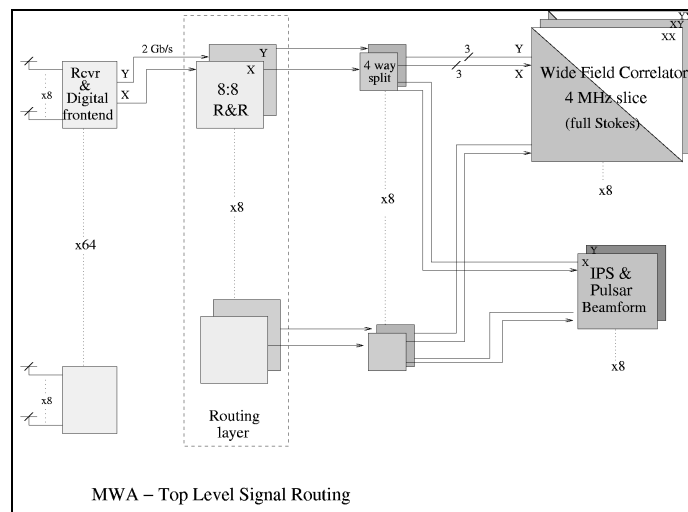 2 Gb/s
Rcvr
&
Digital
frontend
Y
X
x8
8:8
R&R
Y
X
4 way
split
3
3
Y
X
Y
XY
XX
Wide Field Correlator
4 MHz slice
(full Stokes)
x8
x8
x8
x64
X
Y
IPS &
Pulsar
Beamform
x8
x8
Routing
layer
MWA – Top Level Signal Routing